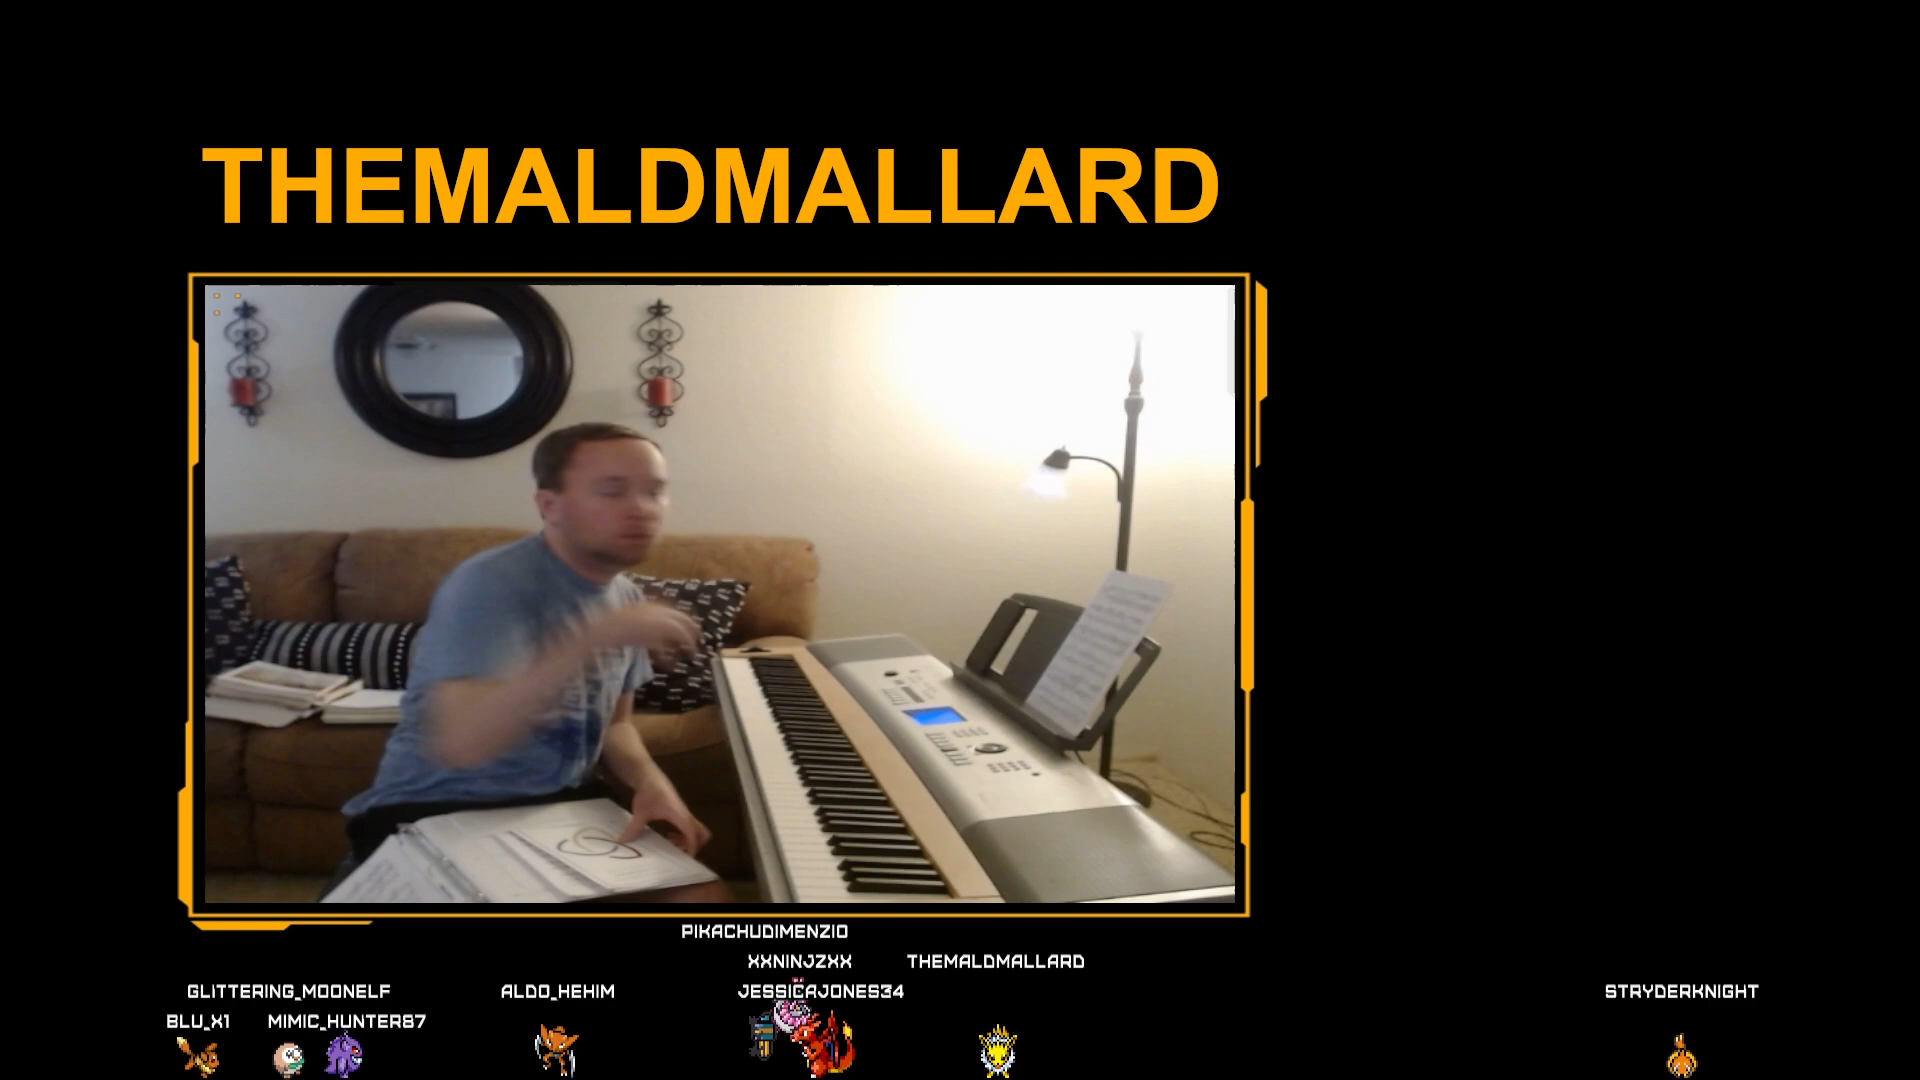 THEMALDMALLARD
PIKACHUDIMENZIO
XXNINJZXX THEMALDMALLARD
GLITTERING_MOONELF ALDO_HEHIM JESSICAJONES34 STRYDERKNIGHT
BLU_X1 MIMIC_HUNTER87